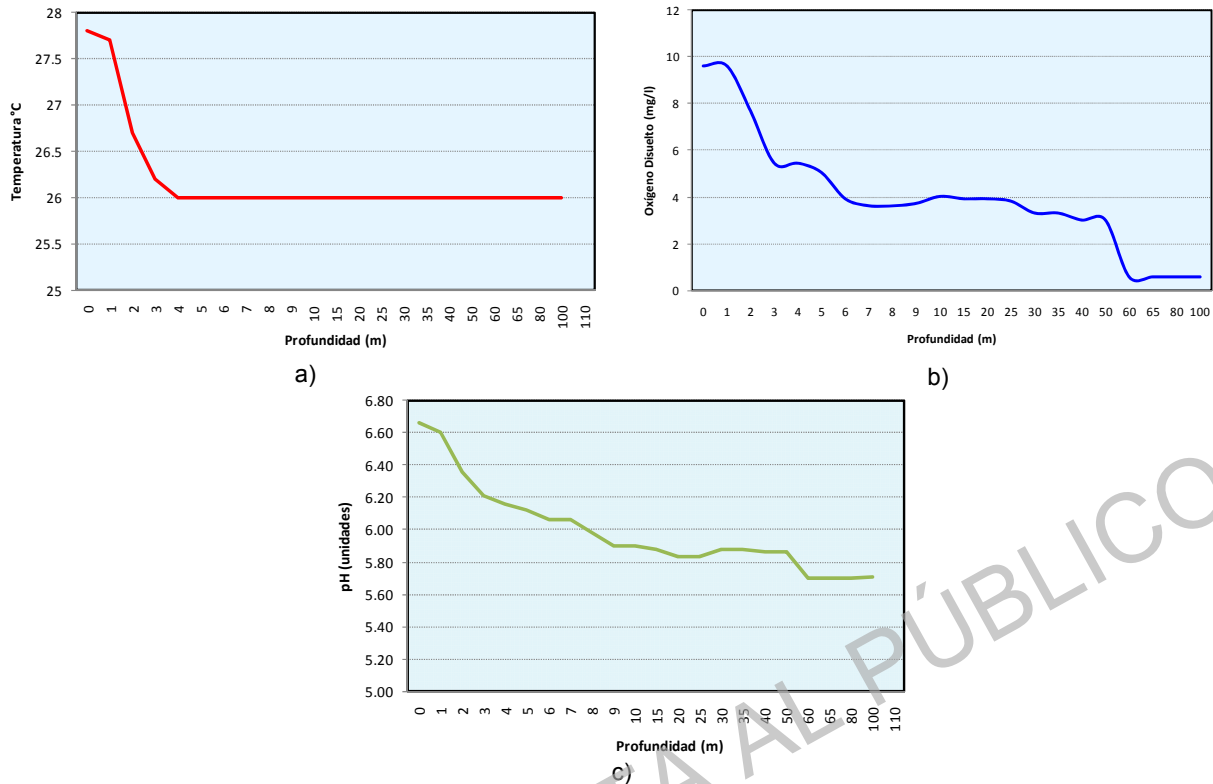 28
27.5
27
26.5
26
25.5
25
Temperatura °C
0 1 2 3 4 5 6 7 8 9 10 15 20 25 30 35 40 50 60 65 80 100 110
Profundidad (m)
a)
12
10
8
6
4
2
0
Oxigeno Disuelto (mg/l)
0 1 2 3 4 5 6 7 8 9 10 15 20 25 30 35 40 50 60 65 80 100
Profundidad (m)
b)
6.80
6.60
6.40
6.20
6.00
5.80
5.60
5.40
5.20
5.00
pH (unidades)
0 1 2 3 4 5 6 7 8 9 10 15 20 25 30 35 40 50 60 65 80 100 110
Profundidad (m)
c)
AL PÚBLICO